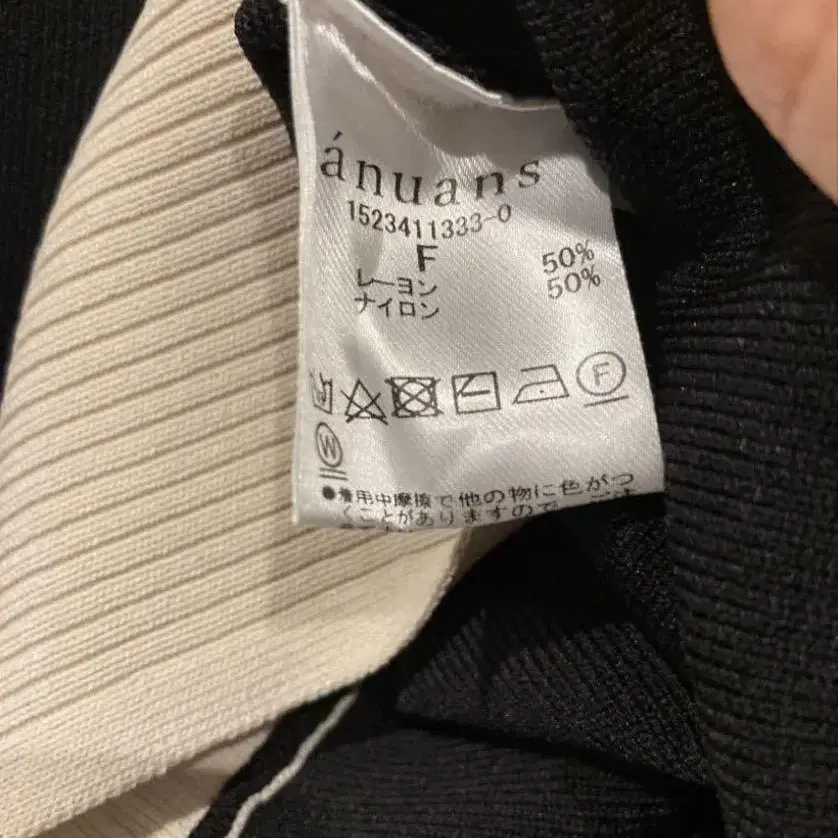 ánuans
1523411333-0
F
レーヨン 50%
ナイロン 50%
F
W
●着用中摩擦で他の物に色がつ
くことがありますので